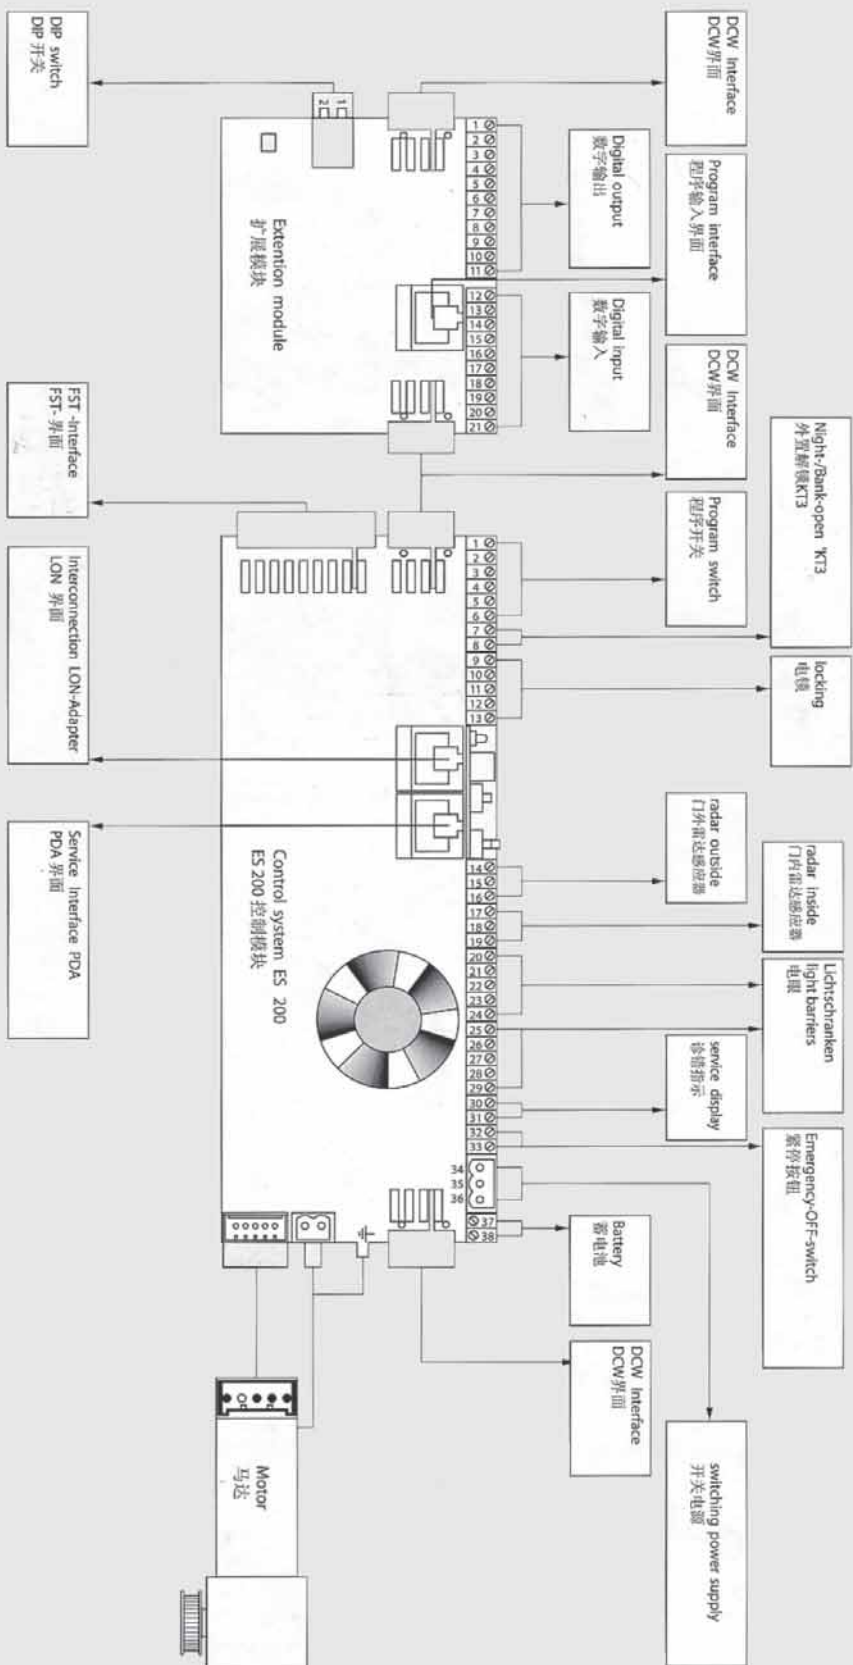 DCW Interface
DCW界面
Program interface
程序输入界面
DCW Interface
DCW界面
Night-/Bank-open 'KT3
外置解锁KT3
Program switch
程序开关
locking
电锁
radar outside
门外雷达感应器
radar inside
门内雷达感应器
Lichtschranken
light barriers
电眼
service display
诊错指示
Emergency-OFF-switch
紧停按钮
switching power supply
开关电源
Digital output
数字输出
Digital input
数字输入
Battery
蓄电池
DCW Interface
DCW界面
1
2
3
4
5
6
7
8
9
10
11
12
13
14
15
16
17
18
19
20
21
1
2
3
4
5
6
7
8
9
10
11
12
13
14
15
16
17
18
19
20
21
22
23
24
25
26
27
28
29
30
31
32
33
34
35
36
37
38
1
2
Extention module
扩展模块
Control system ES 200
ES 200 控制模块
Motor
马达
DIP switch
DIP 开关
FST -Interface
FST- 界面
Interconnection LON-Adapter
LON 界面
Service Interface PDA
PDA 界面